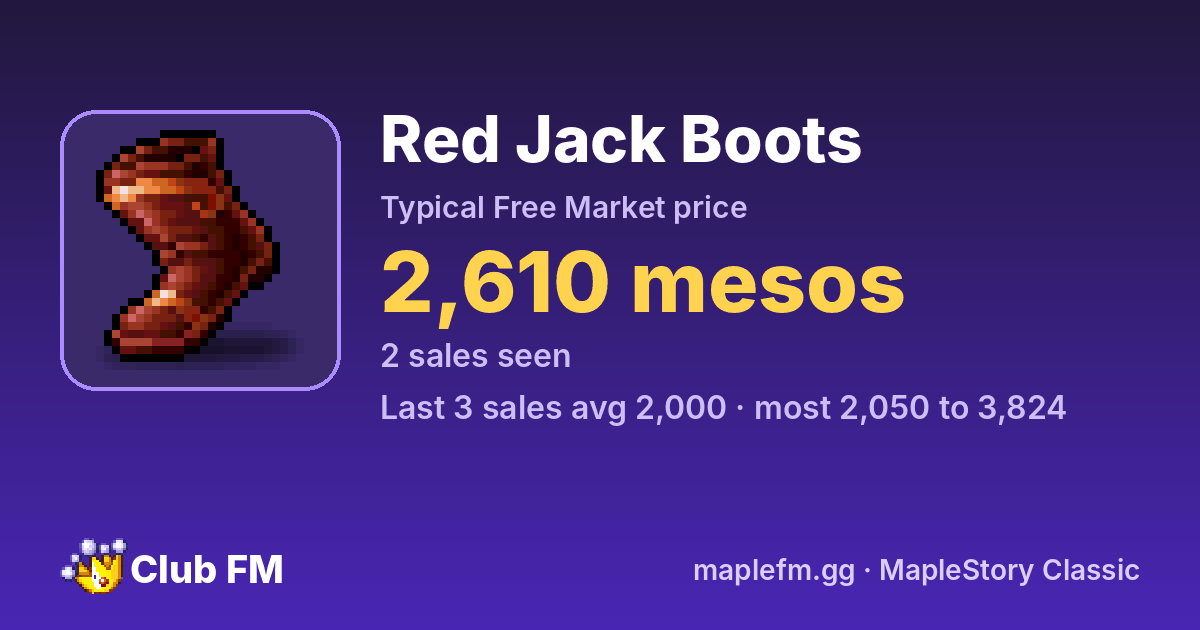 Red Jack Boots
Typical Free Market price
2,610 mesos
2 sales seen
Last 3 sales avg 2,000 · most 2,050 to 3,824
Club FM
maplefm.gg · MapleStory Classic